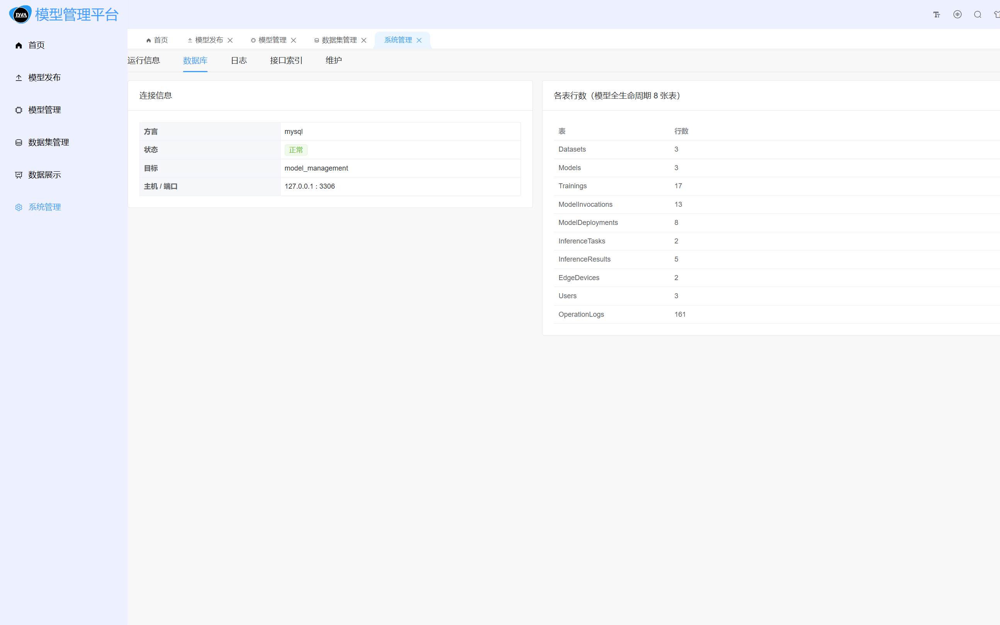 DVA 模型管理平台
首页
模型发布
模型管理
数据集管理
数据展示
系统管理
首页 模型发布 模型管理 数据集管理 系统管理
运行信息 数据库 日志 接口索引 维护
连接信息
方言 mysql
状态 正常
目标 model_management
主机 / 端口 127.0.0.1 : 3306
各表行数（模型全生命周期 8 张表）
表 行数
Datasets 3
Models 3
Trainings 17
ModelInvocations 13
ModelDeployments 8
InferenceTasks 2
InferenceResults 5
EdgeDevices 2
Users 3
OperationLogs 161